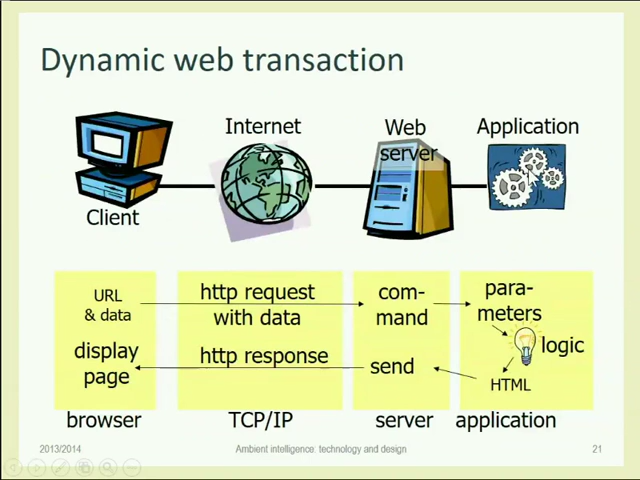 Dynamic web transaction
Internet
Web
server
Application
Client
URL
& data
http request
with data
com-
mand
para-
meters
logic
display
page
http response
send
HTML
browser
TCP/IP
server
application
2013/2014
Ambient intelligence: technology and design
21